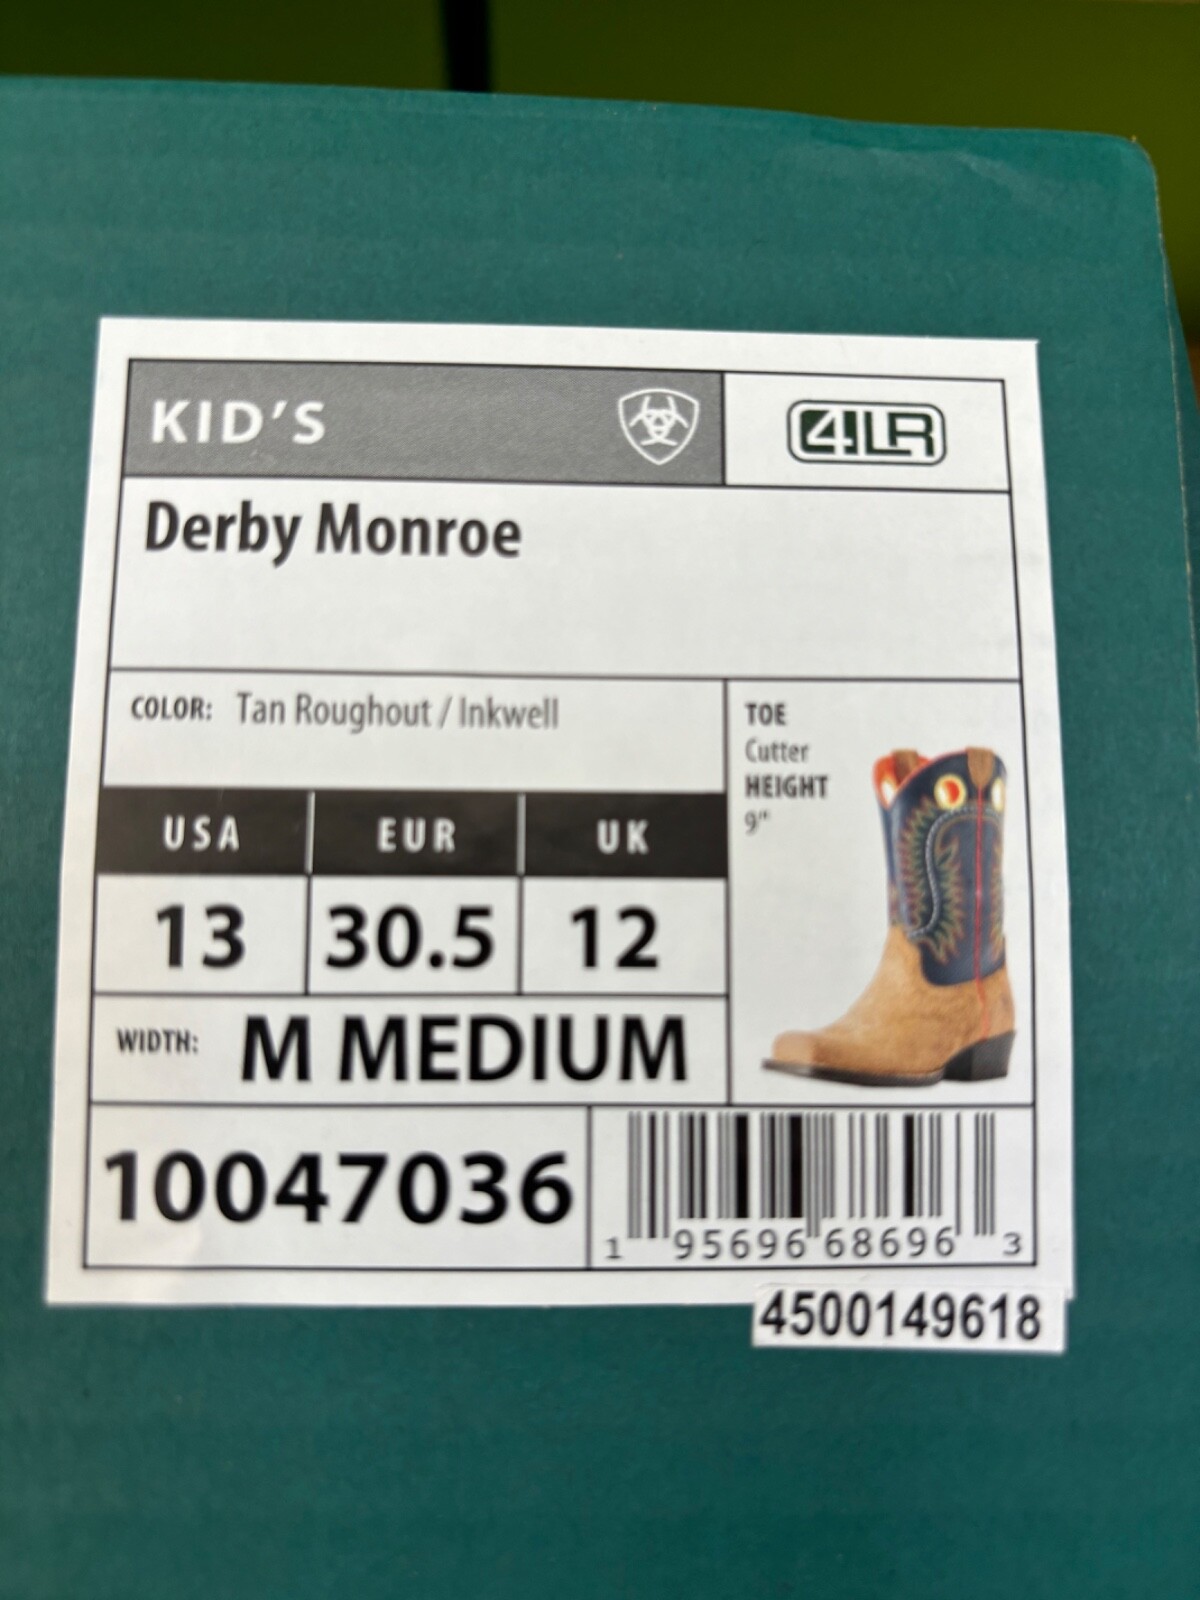 KID'S
4LR
Derby Monroe
COLOR: Tan Roughout / Inkwell
TOE
Cutter
HEIGHT
9"
USA EUR UK
13 30.5 12
WIDTH: M MEDIUM
10047036
1 95696 68696 3
4500149618